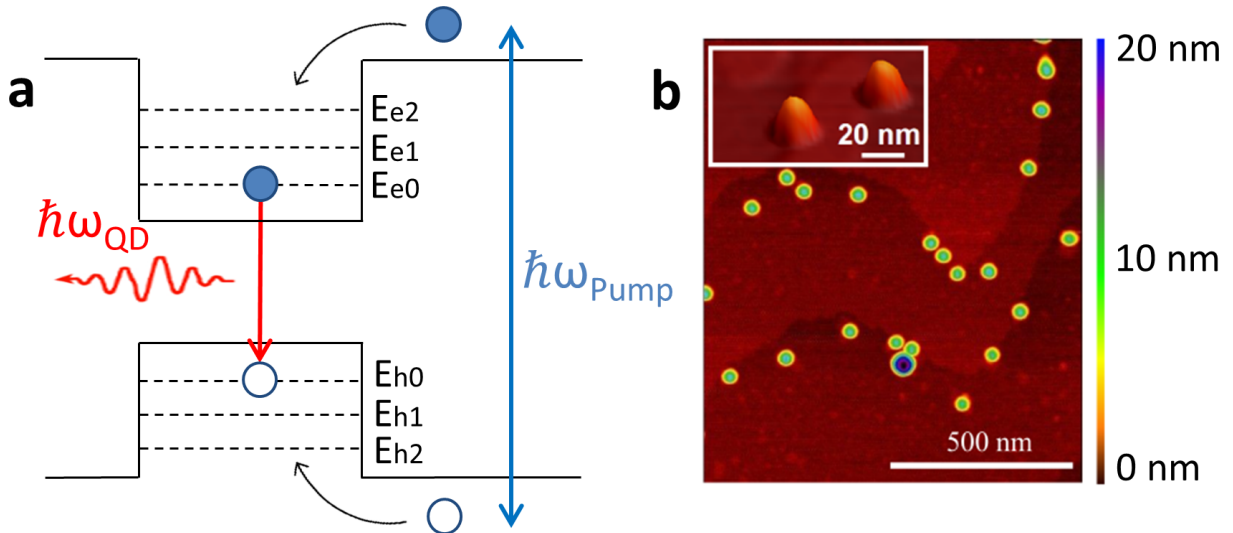 a
Ee2
Ee1
Ee0
ħωQD
ħωPump
Eh0
Eh1
Eh2
b
20 nm
500 nm
20 nm
10 nm
0 nm